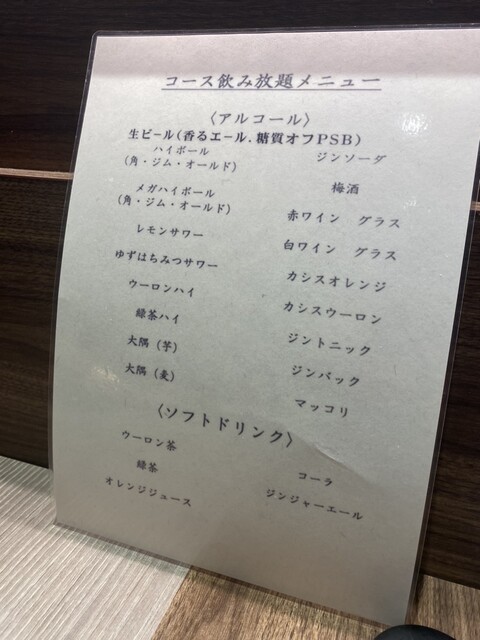 コース飲み放題メニュー
〈アルコール〉
生ビール(香るエール、糖質オフPSB)
ハイボール
(角・ジム・オールド)
メガハイボール
(角・ジム・オールド)
レモンサワー
ゆずはちみつサワー
ウーロンハイ
緑茶ハイ
大隅(芋)
大隅(麦)
ジンソーダ
梅酒
赤ワイン グラス
白ワイン グラス
カシスオレンジ
カシスウーロン
ジントニック
ジンバック
マッコリ
〈ソフトドリンク〉
ウーロン茶
緑茶
オレンジジュース
コーラ
ジンジャーエール